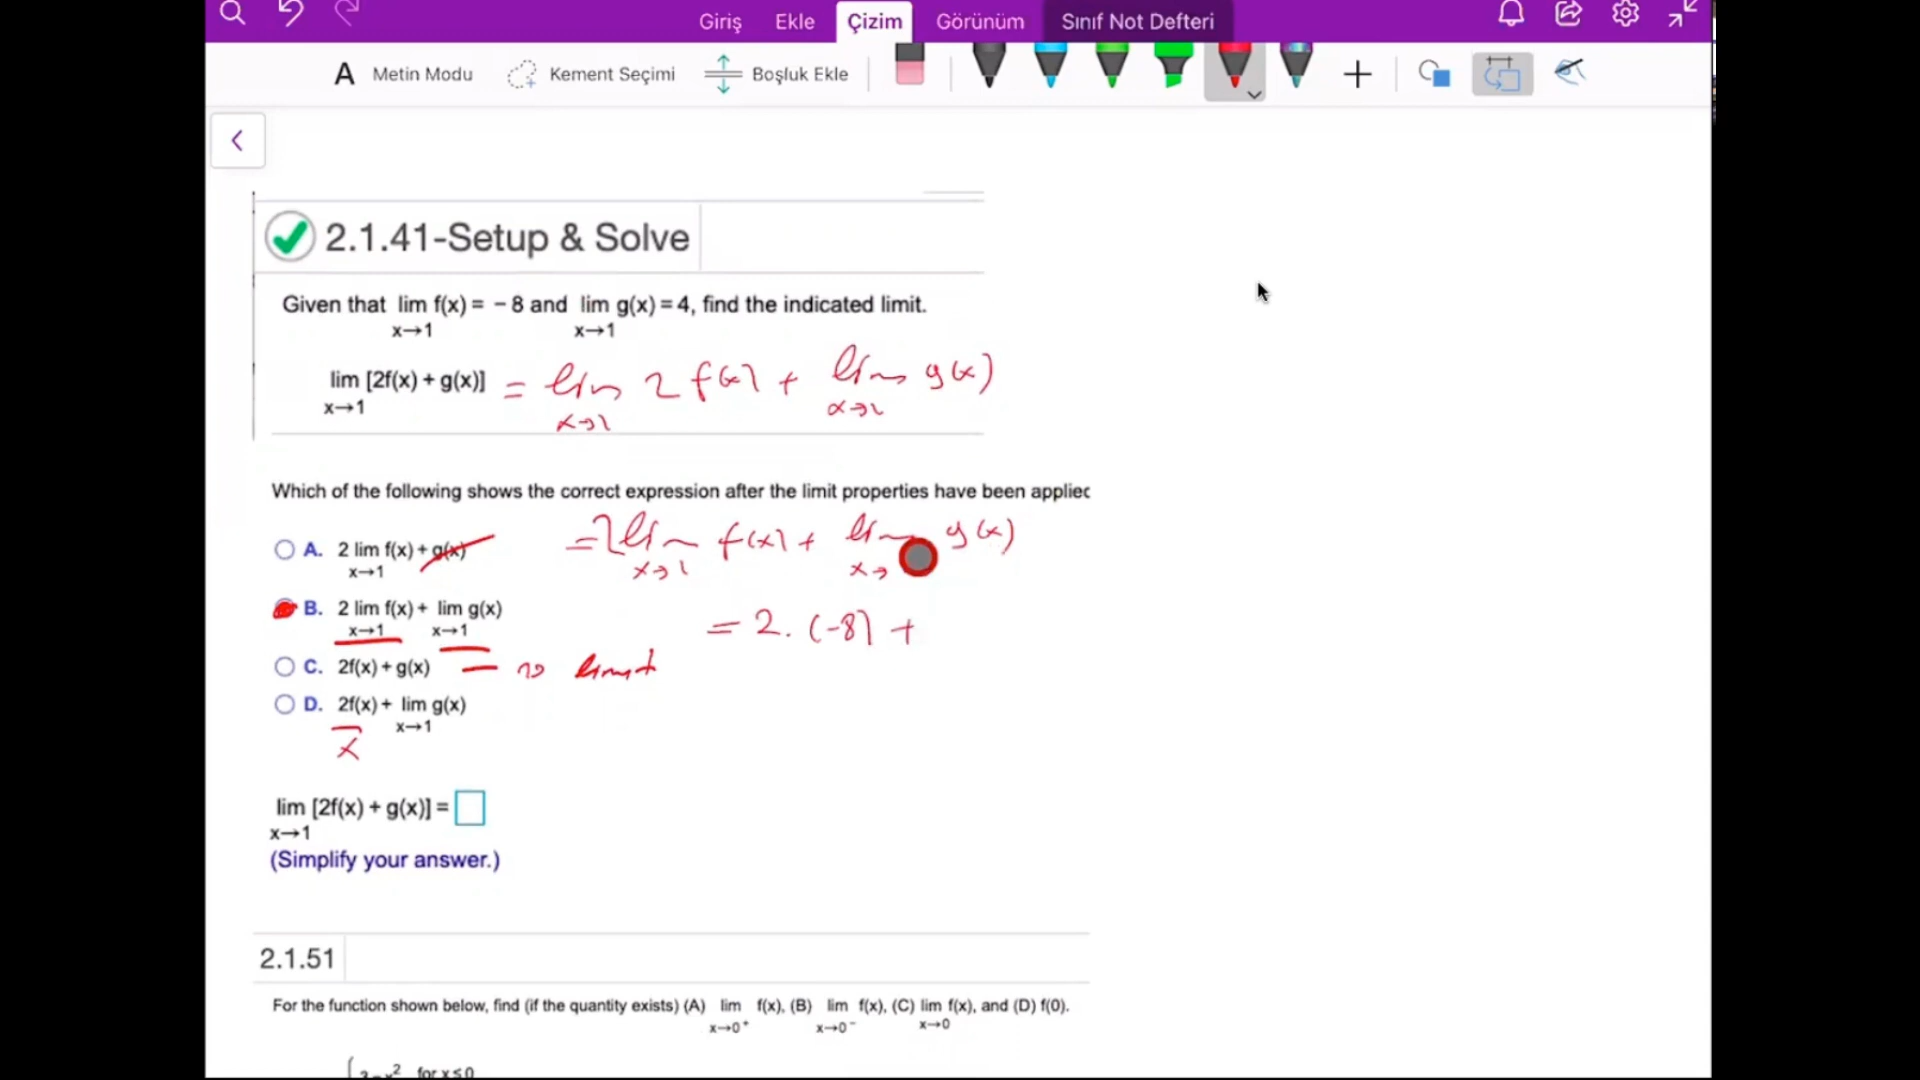 Giriş Ekle Çizim Görünüm Sınıf Not Defteri
A Metin Modu Kement Seçimi Boşluk Ekle
2.1.41-Setup & Solve
Given that lim f(x) = − 8 and lim g(x) = 4, find the indicated limit.
x→1 x→1
lim [2f(x) + g(x)] = lim 2 f(x) + lim g(x)
x→1 x→1 x→1
Which of the following shows the correct expression after the limit properties have been applied
= 2 lim f(x) + lim g(x)
x→1 x→
A. 2 lim f(x) + g(x)
x→1
B. 2 lim f(x) + lim g(x)
x→1 x→1
= 2. (-8) +
C. 2f(x) + g(x) — no limit
D. 2f(x) + lim g(x)
x→1
x
lim [2f(x) + g(x)] =
x→1
(Simplify your answer.)
2.1.51
For the function shown below, find (if the quantity exists) (A) lim f(x), (B) lim f(x), (C) lim f(x), and (D) f(0).
x→0⁺ x→0⁻ x→0
for x ≤ 0